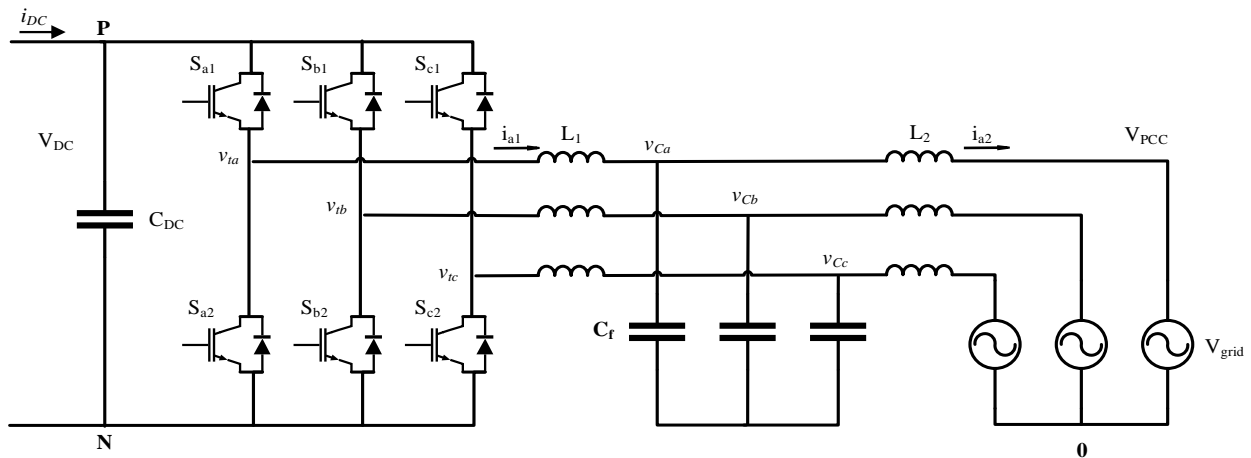 i_DC
P
S_a1 S_b1 S_c1
V_DC
i_a1 L_1 v_Ca L_2 i_a2 V_PCC
v_ta
v_tb v_Cb
C_DC
v_tc v_Cc
S_a2 S_b2 S_c2
C_f V_grid
N 0